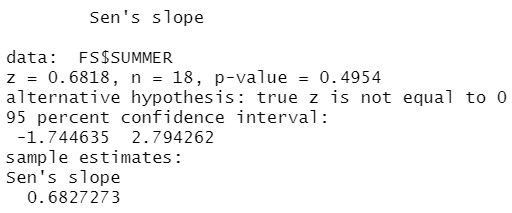 Sen's slope
data: FS$SUMMER
z = 0.6818, n = 18, p-value = 0.4954
alternative hypothesis: true z is not equal to 0
95 percent confidence interval:
-1.744635 2.794262
sample estimates:
Sen's slope
0.6827273